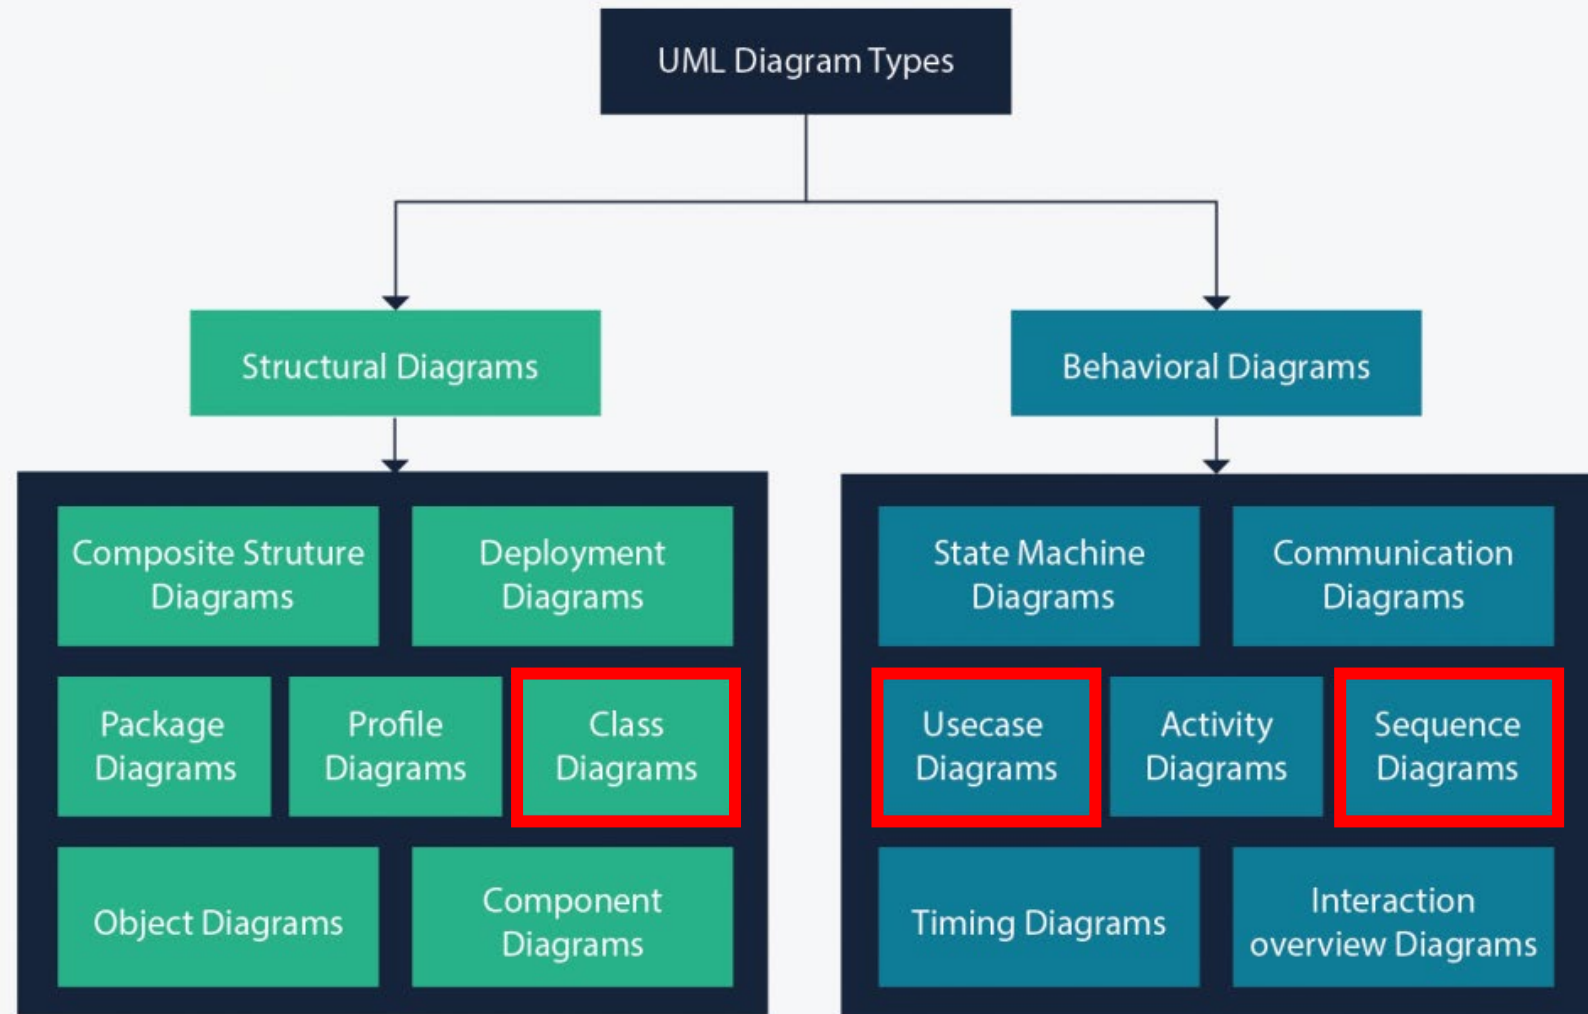 UML Diagram Types
Structural Diagrams
Behavioral Diagrams
Composite Struture
Diagrams
Deployment
Diagrams
Package
Diagrams
Profile
Diagrams
Class
Diagrams
Object Diagrams
Component
Diagrams
State Machine
Diagrams
Communication
Diagrams
Usecase
Diagrams
Activity
Diagrams
Sequence
Diagrams
Timing Diagrams
Interaction
overview Diagrams